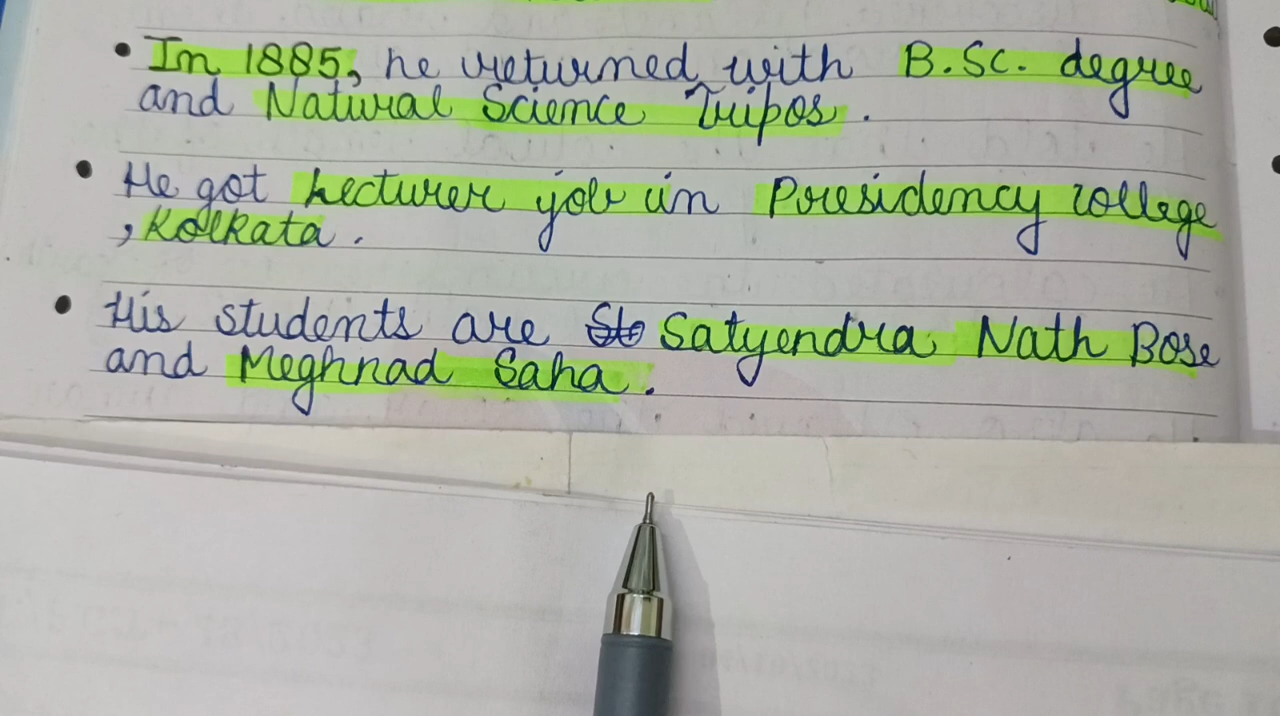 • In 1885, he returned with B.Sc. degree
and Natural Science Tripos.
• He got Lecturer job in Presidency college
, Kolkata.
• His students are Satyendra Nath Bose
and Meghnad Saha.